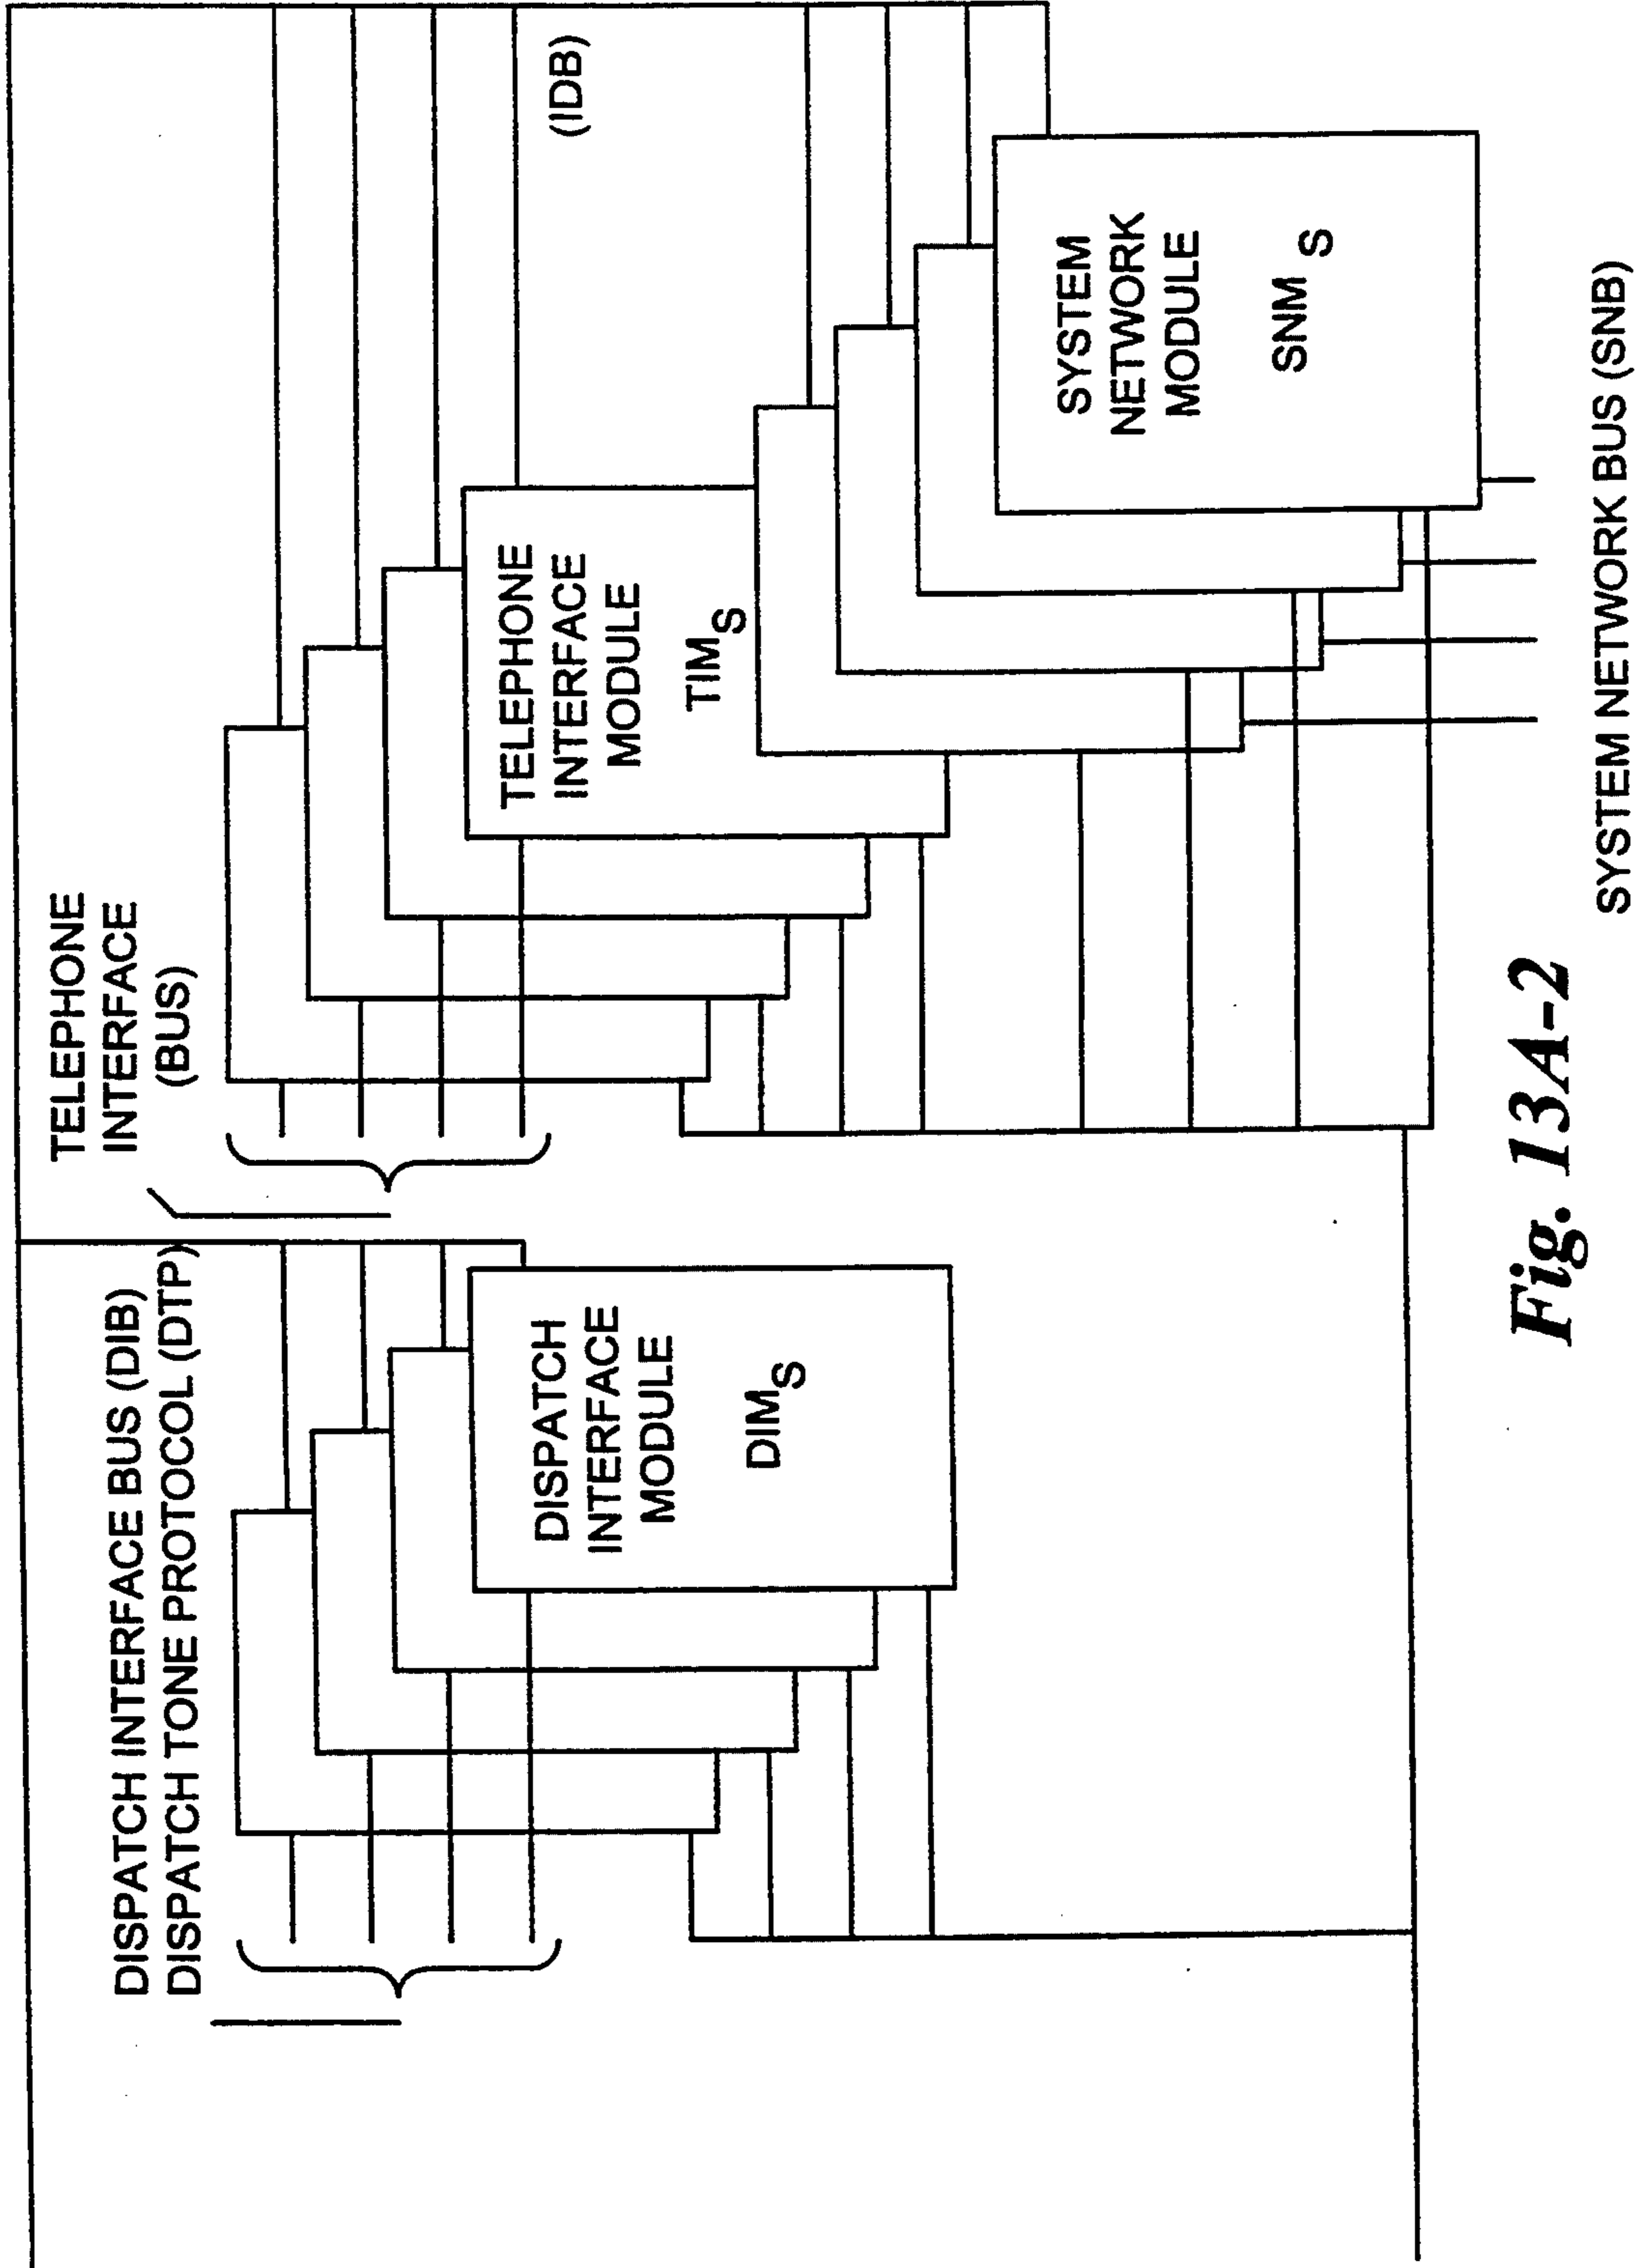 DISPATCH INTERFACE BUS (DIB)
DISPATCH TONE PROTOCOL (DTP)
TELEPHONE
INTERFACE
(BUS)
DISPATCH
INTERFACE
MODULE
DIMS
TELEPHONE
INTERFACE
MODULE
TIMS
(IDB)
SYSTEM
NETWORK
MODULE
SNM S
SYSTEM NETWORK BUS (SNB)
Fig. 13A-2